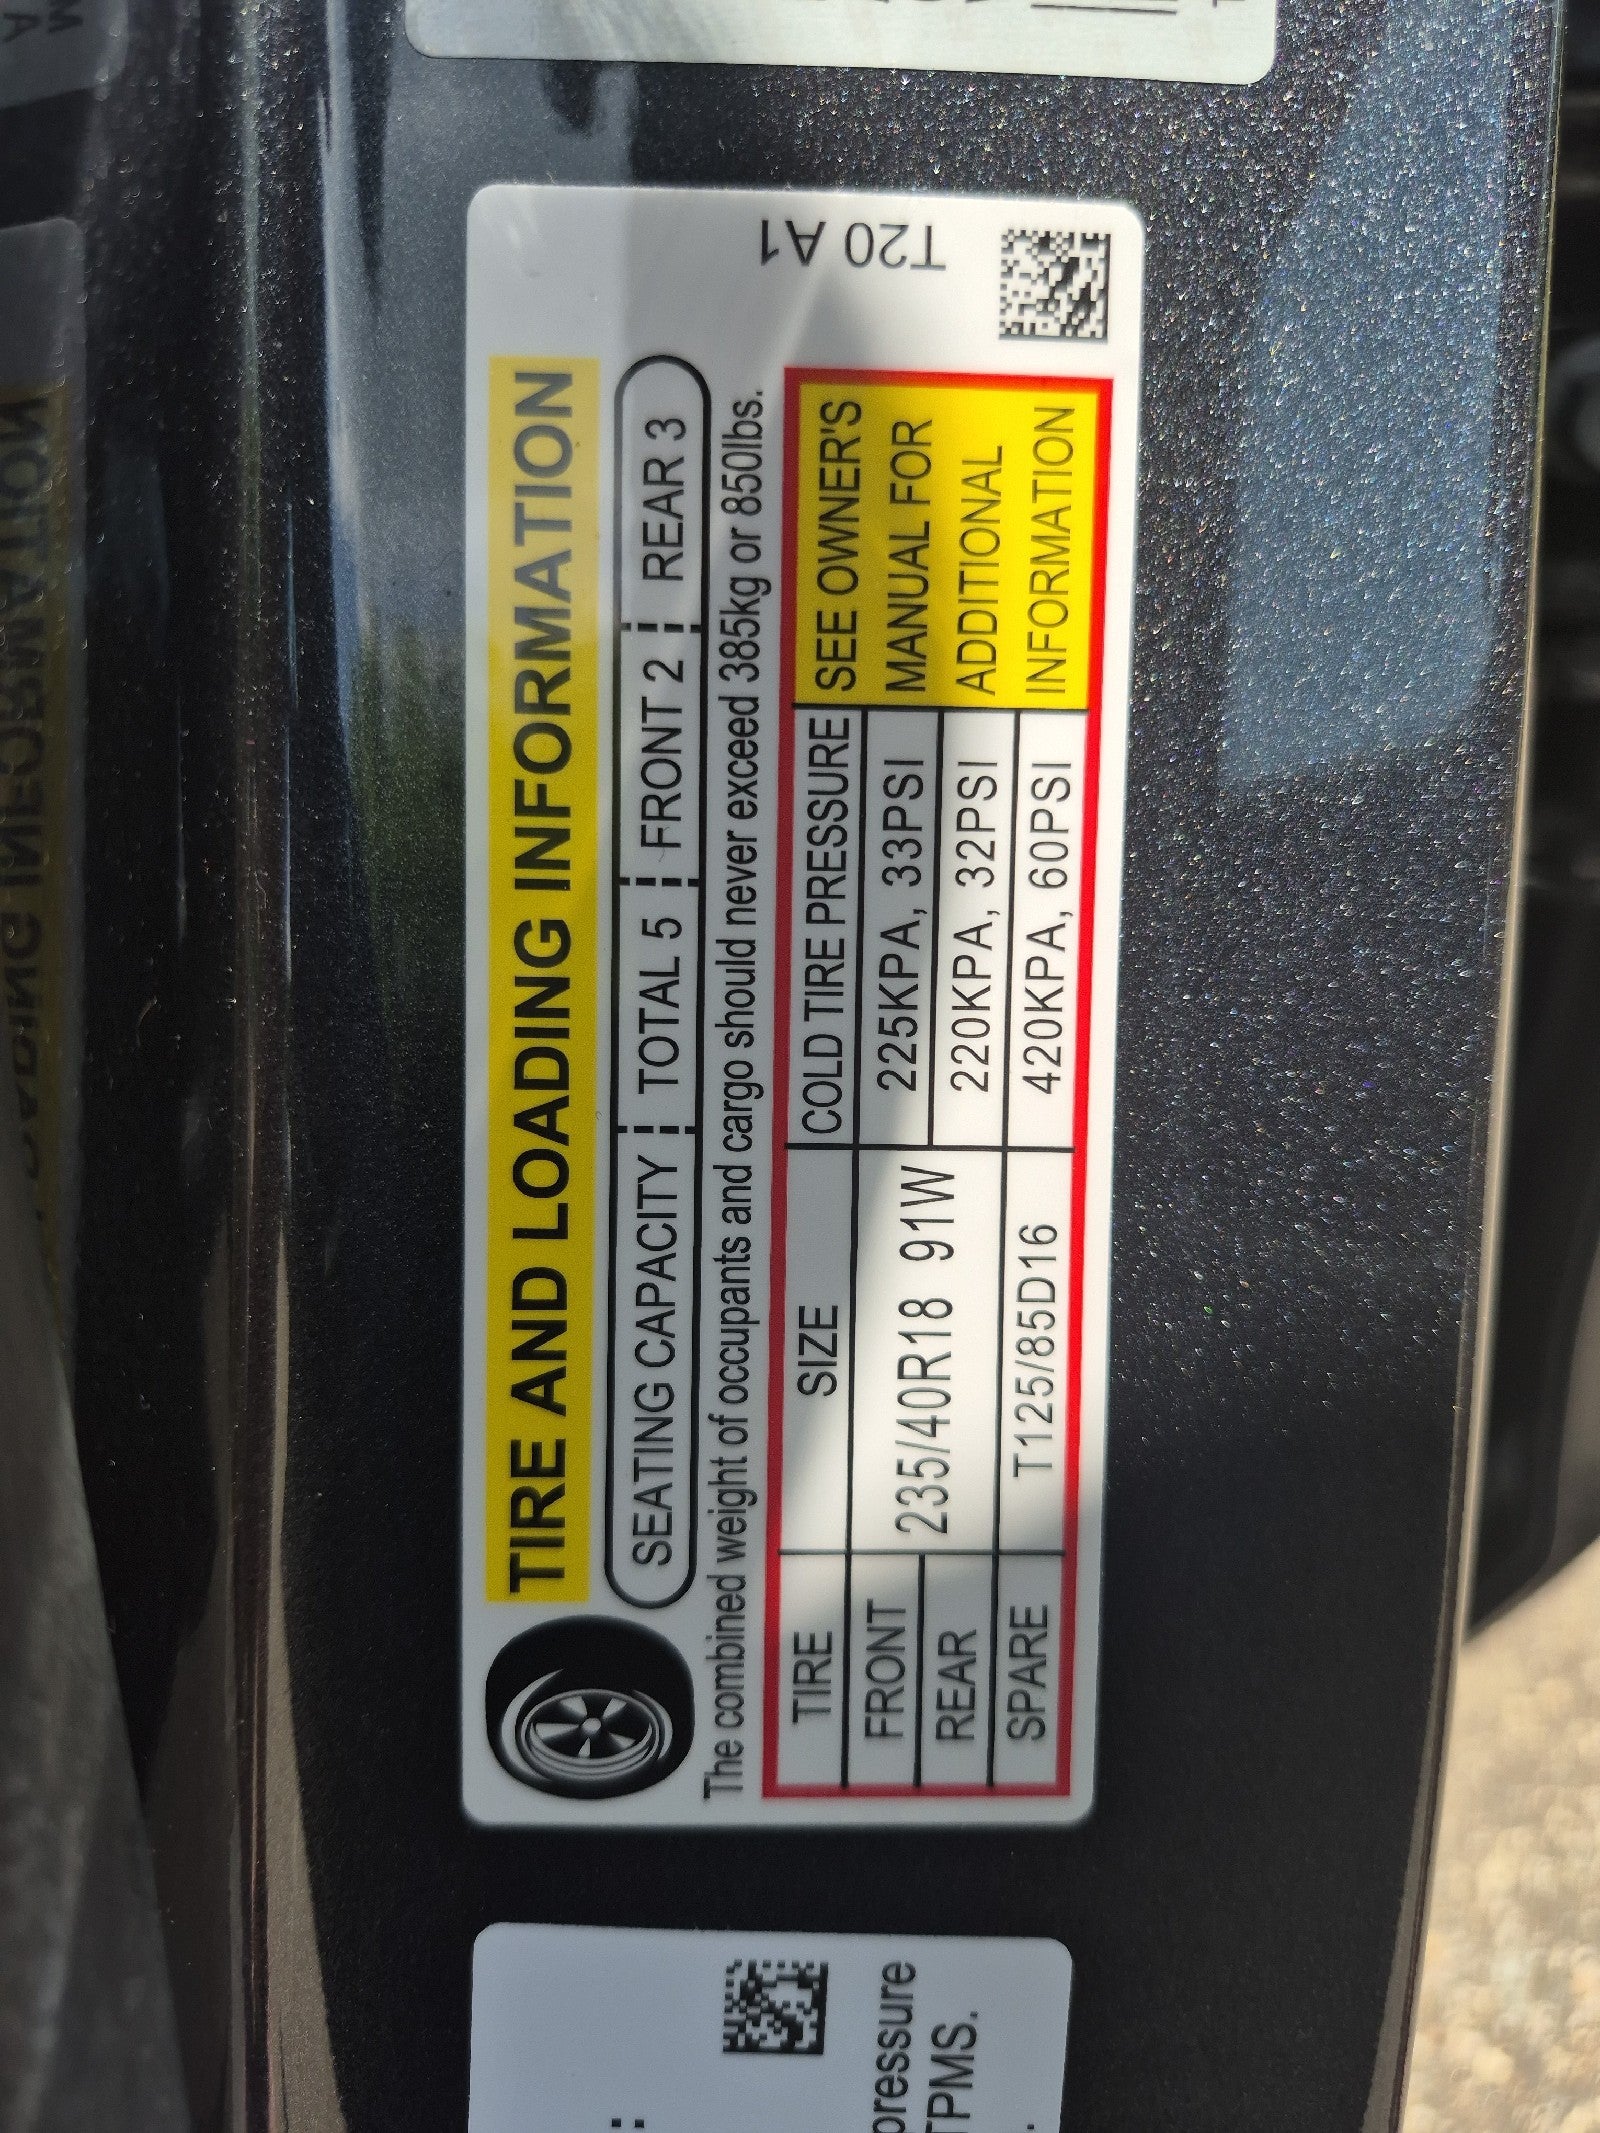 TIRE AND LOADING INFORMATION
SEATING CAPACITY TOTAL 5 FRONT 2 REAR 3
The combined weight of occupants and cargo should never exceed 385kg or 850lbs.
TIRE SIZE COLD TIRE PRESSURE SEE OWNER'S MANUAL FOR ADDITIONAL INFORMATION
FRONT 235/40R18 91W 225KPA, 33PSI
REAR 220KPA, 32PSI
SPARE T125/85D16 420KPA, 60PSI
T20 A1
:
pressure
TPMS.